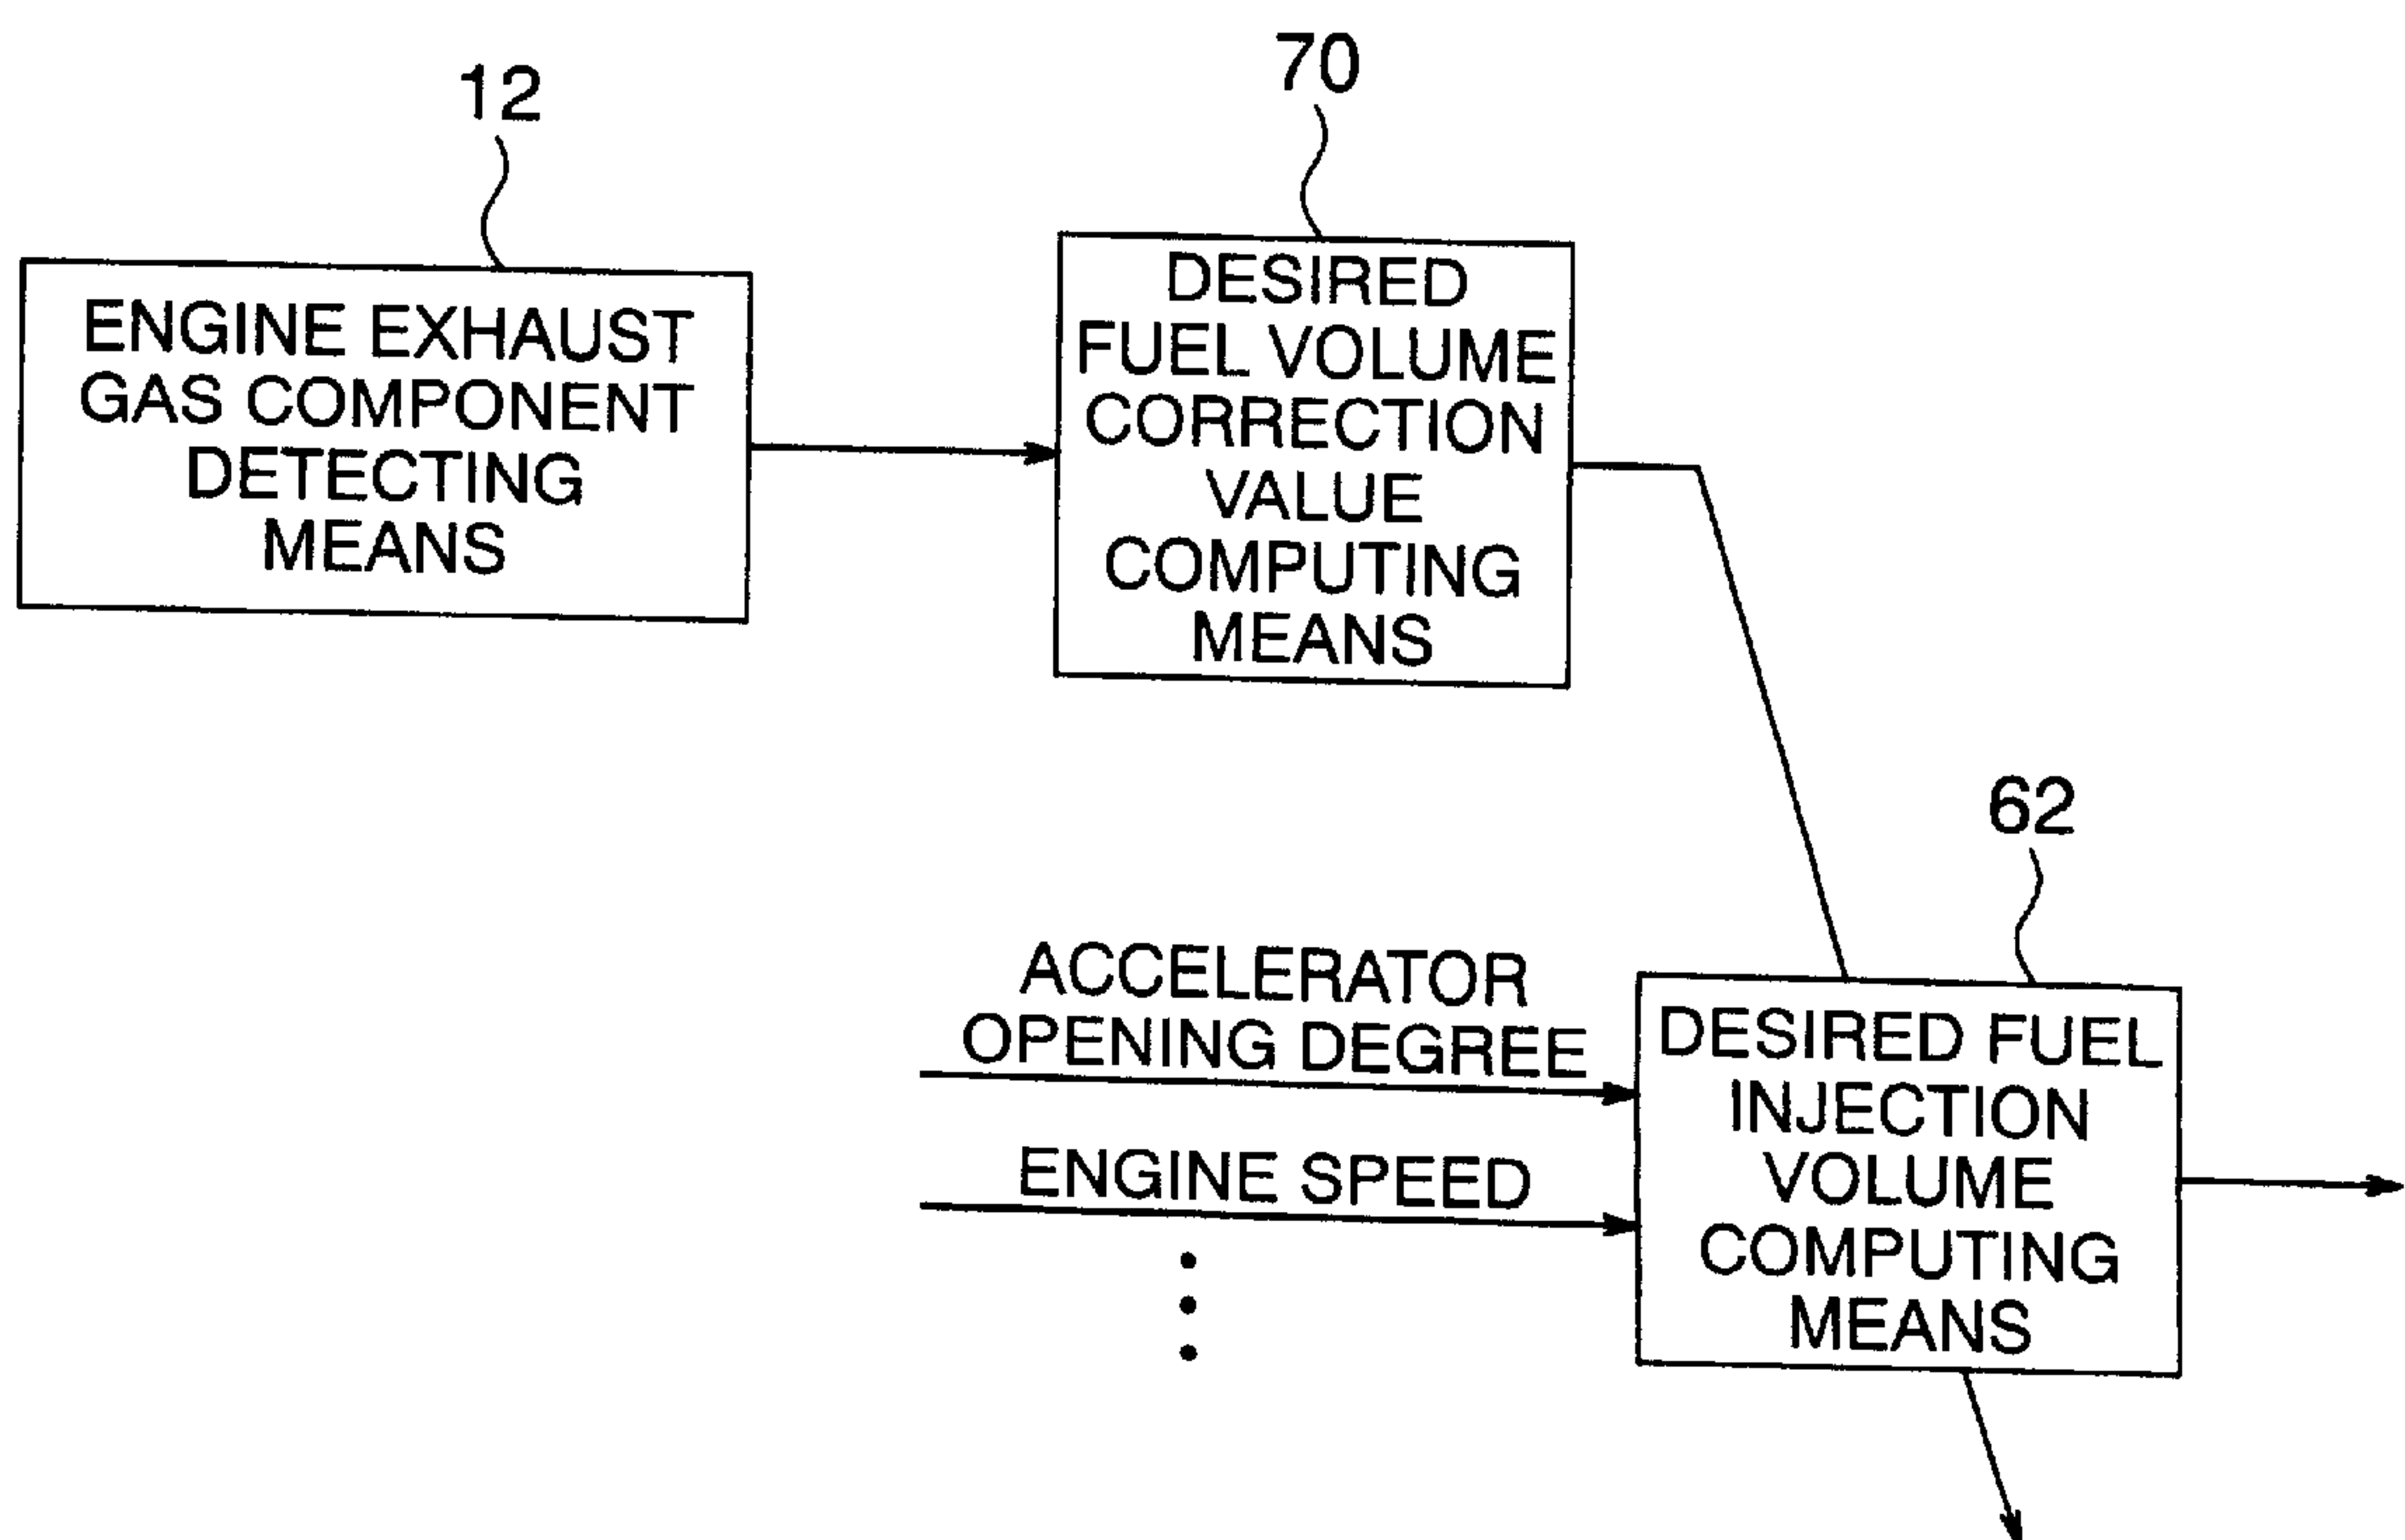 12
ENGINE EXHAUST
GAS COMPONENT
DETECTING
MEANS
70
DESIRED
FUEL VOLUME
CORRECTION
VALUE
COMPUTING
MEANS
ACCELERATOR
OPENING DEGREE
ENGINE SPEED
62
DESIRED FUEL
INJECTION
VOLUME
COMPUTING
MEANS